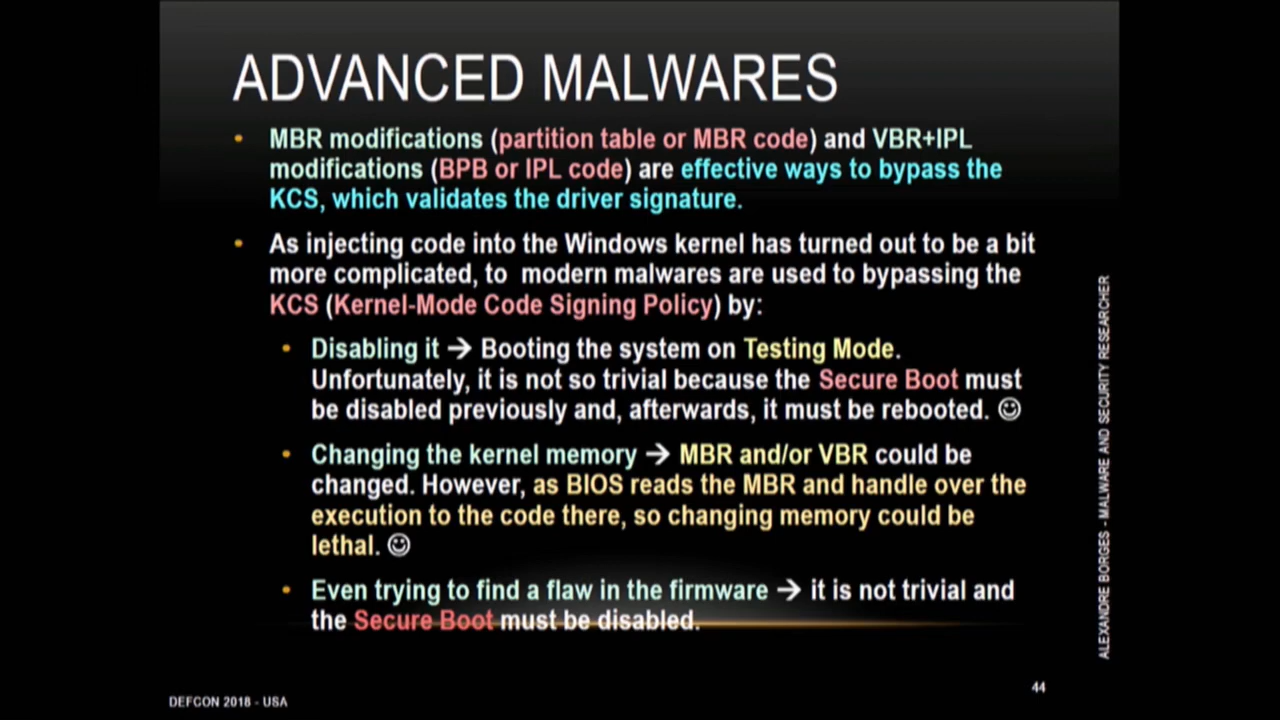 ADVANCED MALWARES
• MBR modifications (partition table or MBR code) and VBR+IPL
modifications (BPB or IPL code) are effective ways to bypass the
KCS, which validates the driver signature.
• As injecting code into the Windows kernel has turned out to be a bit
more complicated, to  modern malwares are used to bypassing the
KCS (Kernel-Mode Code Signing Policy) by:
• Disabling it → Booting the system on Testing Mode.
Unfortunately, it is not so trivial because the Secure Boot must
be disabled previously and, afterwards, it must be rebooted. ☺
• Changing the kernel memory → MBR and/or VBR could be
changed. However, as BIOS reads the MBR and handle over the
execution to the code there, so changing memory could be
lethal. ☺
• Even trying to find a flaw in the firmware → it is not trivial and
the Secure Boot must be disabled.
ALEXANDRE BORGES - MALWARE AND SECURITY RESEARCHER
44
DEFCON 2018 - USA